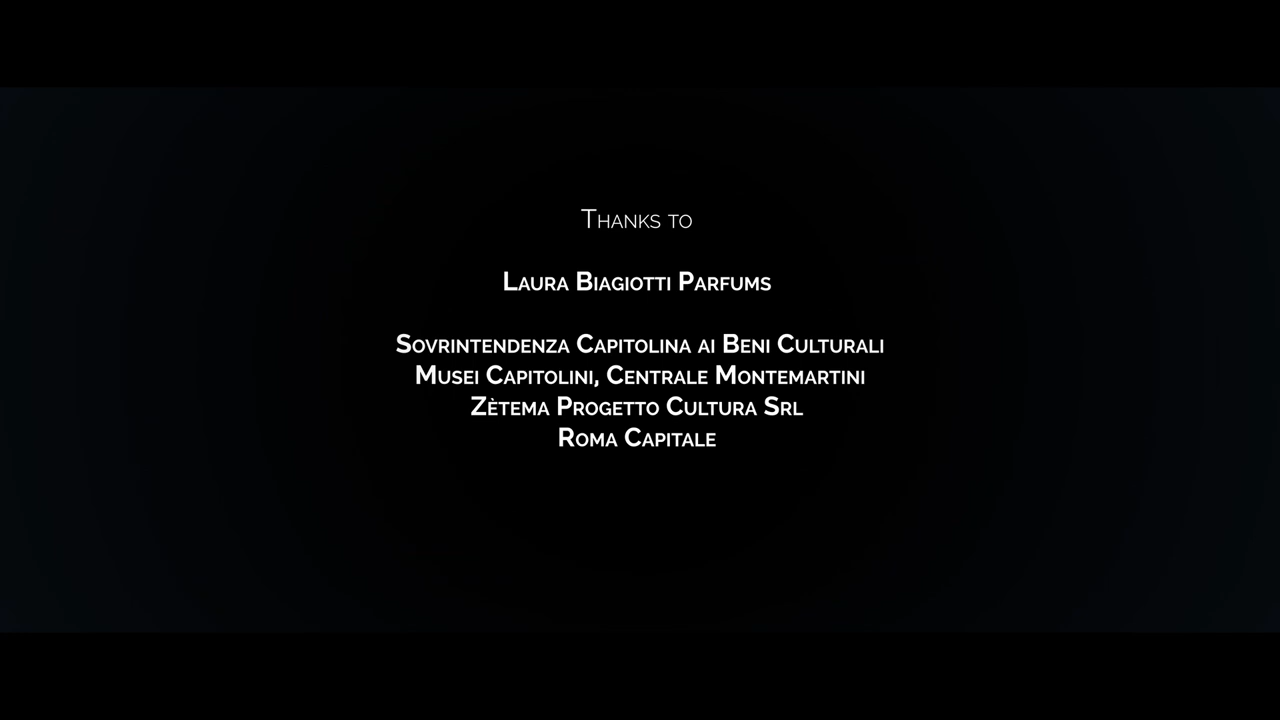 Thanks to
Laura Biagiotti Parfums
Sovrintendenza Capitolina ai Beni Culturali
Musei Capitolini, Centrale Montemartini
Zètema Progetto Cultura Srl
Roma Capitale